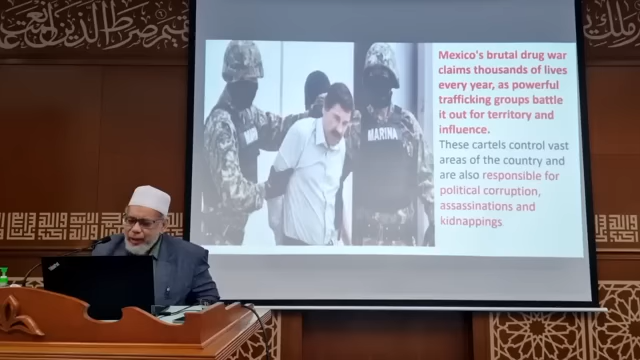 Mexico's brutal drug war
claims thousands of lives
every year, as powerful
trafficking groups battle
it out for territory and
influence.
These cartels control vast
areas of the country and
are also responsible for
political corruption,
assassinations and
kidnappings
MARINA